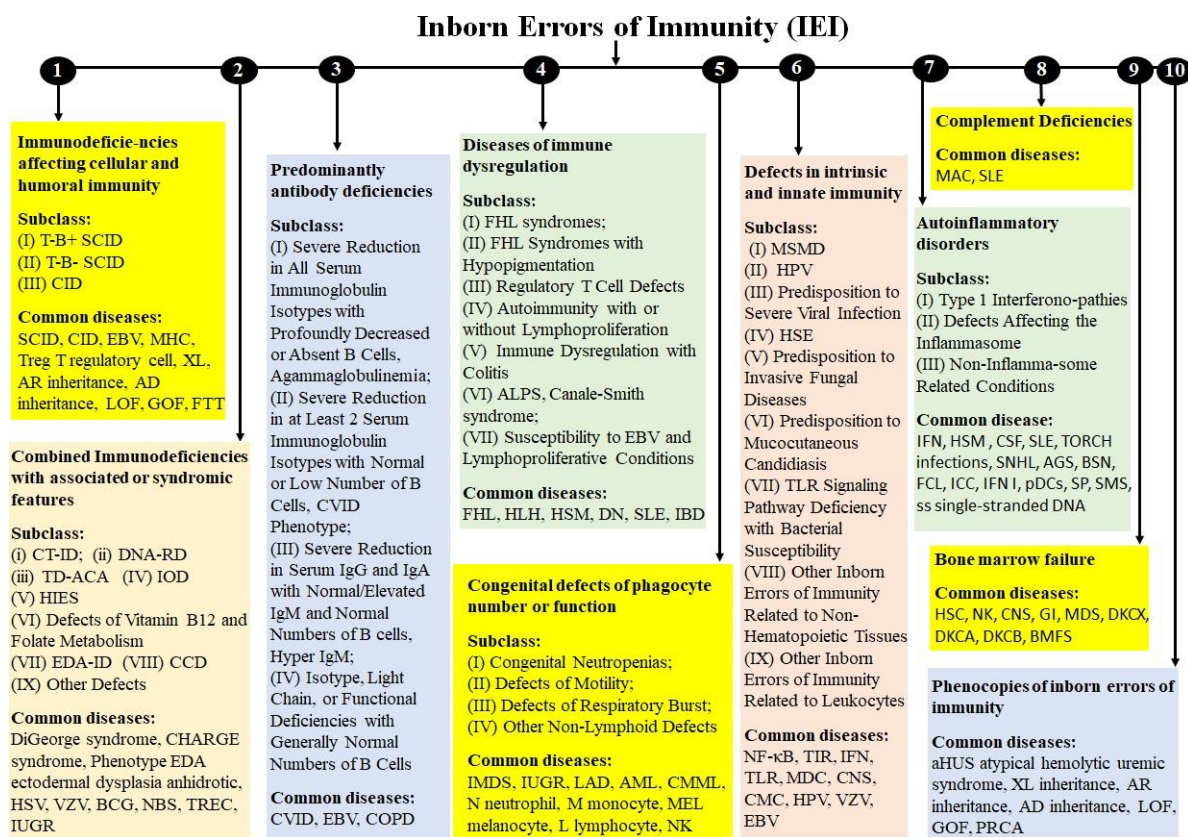 Inborn Errors of Immunity (IEI)
1
2
3
4
5
6
7
8
9
10
Immunodeficie-ncies
affecting cellular and
humoral immunity
Subclass:
(I) T-B+ SCID
(II) T-B- SCID
(III) CID
Common diseases:
SCID, CID, EBV, MHC,
Treg T regulatory cell, XL,
AR inheritance, AD
inheritance, LOF, GOF, FTT
Combined Immunodeficiencies
with associated or syndromic
features
Subclass:
(i) CT-ID; (ii) DNA-RD
(iii) TD-ACA (IV) IOD
(V) HIES
(VI) Defects of Vitamin B12 and
Folate Metabolism
(VII) EDA-ID (VIII) CCD
(IX) Other Defects
Common diseases:
DiGeorge syndrome, CHARGE
syndrome, Phenotype EDA
ectodermal dysplasia anhidrotic,
HSV, VZV, BCG, NBS, TREC,
IUGR
Predominantly
antibody deficiencies
Subclass:
(I) Severe Reduction
in All Serum
Immunoglobulin
Isotypes with
Profoundly Decreased
or Absent B Cells,
Agammaglobulinemia;
(II) Severe Reduction
in at Least 2 Serum
Immunoglobulin
Isotypes with Normal
or Low Number of B
Cells, CVID
Phenotype;
(III) Severe Reduction
in Serum IgG and IgA
with Normal/Elevated
IgM and Normal
Numbers of B cells,
Hyper IgM;
(IV) Isotype, Light
Chain, or Functional
Deficiencies with
Generally Normal
Numbers of B Cells
Common diseases:
CVID, EBV, COPD
Diseases of immune
dysregulation
Subclass:
(I) FHL syndromes;
(II) FHL Syndromes with
Hypopigmentation
(III) Regulatory T Cell Defects
(IV) Autoimmunity with or
without Lymphoproliferation
(V) Immune Dysregulation with
Colitis
(VI) ALPS, Canale-Smith
syndrome;
(VII) Susceptibility to EBV and
Lymphoproliferative Conditions
Common diseases:
FHL, HLH, HSM, DN, SLE, IBD
Congenital defects of phagocyte
number or function
Subclass:
(I) Congenital Neutropenias;
(II) Defects of Motility;
(III) Defects of Respiratory Burst;
(IV) Other Non-Lymphoid Defects
Common diseases:
IMDS, IUGR, LAD, AML, CMML,
N neutrophil, M monocyte, MEL
melanocyte, L lymphocyte, NK
Defects in intrinsic
and innate immunity
Subclass:
(I) MSMD
(II) HPV
(III) Predisposition to
Severe Viral Infection
(IV) HSE
(V) Predisposition to
Invasive Fungal
Diseases
(VI) Predisposition to
Mucocutaneous
Candidiasis
(VII) TLR Signaling
Pathway Deficiency
with Bacterial
Susceptibility
(VIII) Other Inborn
Errors of Immunity
Related to Non-
Hematopoietic Tissues
(IX) Other Inborn
Errors of Immunity
Related to Leukocytes
Common diseases:
NF-κB, TIR, IFN,
TLR, MDC, CNS,
CMC, HPV, VZV,
EBV
Complement Deficiencies
Common diseases:
MAC, SLE
Autoinflammatory
disorders
Subclass:
(I) Type 1 Interferono-pathies
(II) Defects Affecting the
Inflammasome
(III) Non-Inflamma-some
Related Conditions
Common disease:
IFN, HSM , CSF, SLE, TORCH
infections, SNHL, AGS, BSN,
FCL, ICC, IFN I, pDCs, SP, SMS,
ss single-stranded DNA
Bone marrow failure
Common diseases:
HSC, NK, CNS, GI, MDS, DKCX,
DKCA, DKCB, BMFS
Phenocopies of inborn errors of
immunity
Common diseases:
aHUS atypical hemolytic uremic
syndrome, XL inheritance, AR
inheritance, AD inheritance, LOF,
GOF, PRCA